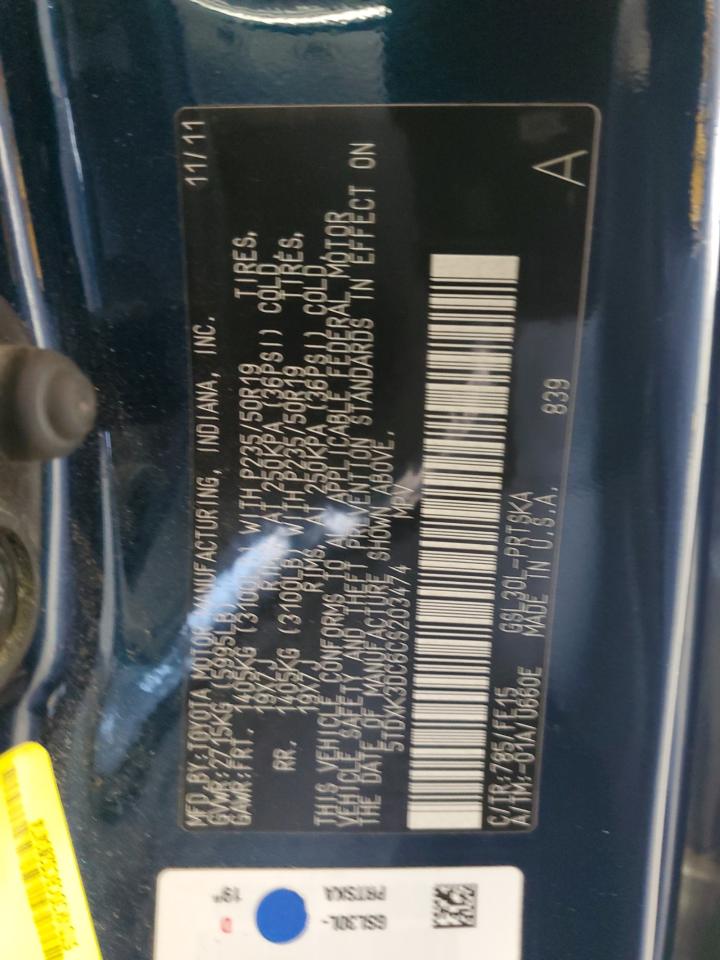 MFD.BY:TOYOTA MOTOR MANUFACTURING, INDIANA, INC. 11/11
GVWR:2715KG(5995LB)
GAWR:FRT. 1405KG (3100LB) WITH P235/50R19 TIRES,
19X7J RIMS, AT 250KPA (36PSI) COLD,
RR. 1405KG (3100LB) WITH P235/50R19 TIRES,
19X7J RIMS, AT 250KPA (36PSI) COLD,
THIS VEHICLE CONFORMS TO ALL APPLICABLE FEDERAL MOTOR
VEHICLE SAFETY AND THEFT PREVENTION STANDARDS IN EFFECT ON
THE DATE OF MANUFACTURE SHOWN ABOVE.
5TDXK3DC6CS203474 MPV
C/TR:785/FF15 GSL30L-PRTSKA 839 A
A/TM:-01A/U660E MADE IN U.S.A.
GSL30L-
PRTSKA
D
19"